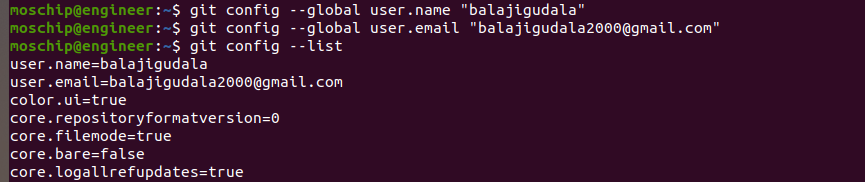 moschip@engineer:~$ git config --global user.name "balajigudala"
moschip@engineer:~$ git config --global user.email "balajigudala2000@gmail.com"
moschip@engineer:~$ git config --list
user.name=balajigudala
user.email=balajigudala2000@gmail.com
color.ui=true
core.repositoryformatversion=0
core.filemode=true
core.bare=false
core.logallrefupdates=true